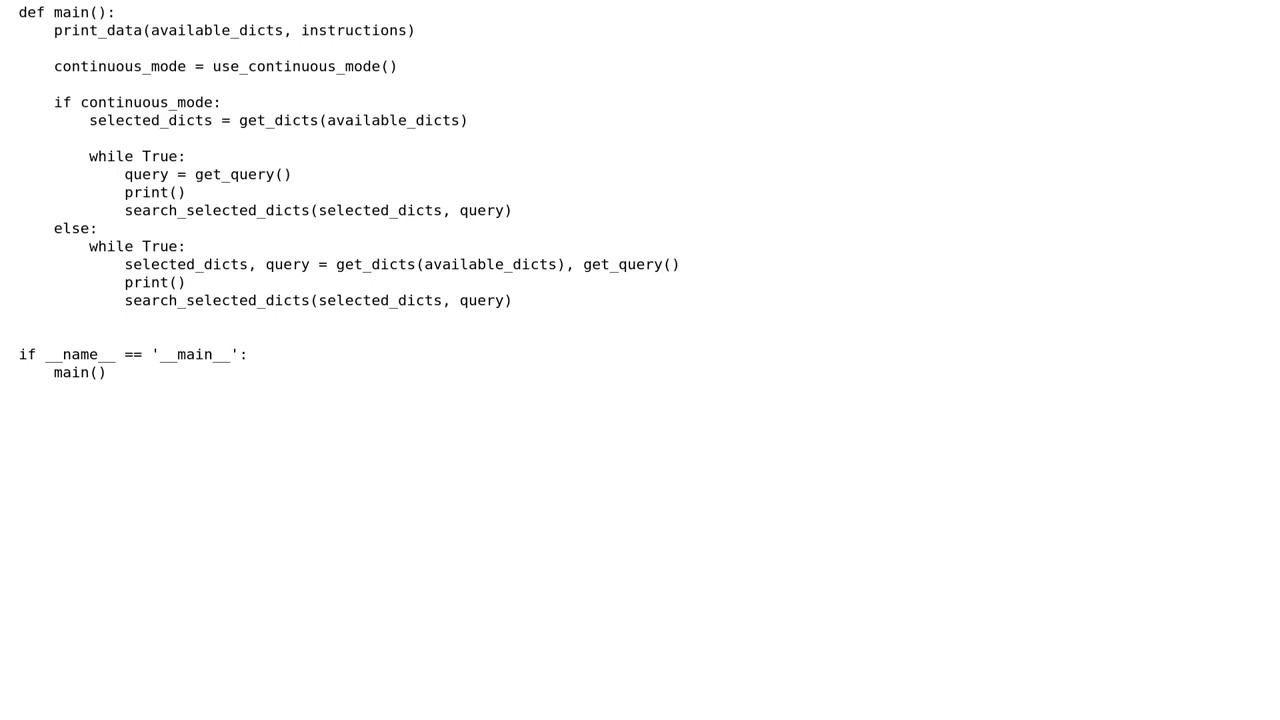 def main():
    print_data(available_dicts, instructions)

    continuous_mode = use_continuous_mode()

    if continuous_mode:
        selected_dicts = get_dicts(available_dicts)

        while True:
            query = get_query()
            print()
            search_selected_dicts(selected_dicts, query)
    else:
        while True:
            selected_dicts, query = get_dicts(available_dicts), get_query()
            print()
            search_selected_dicts(selected_dicts, query)


if __name__ == '__main__':
    main()